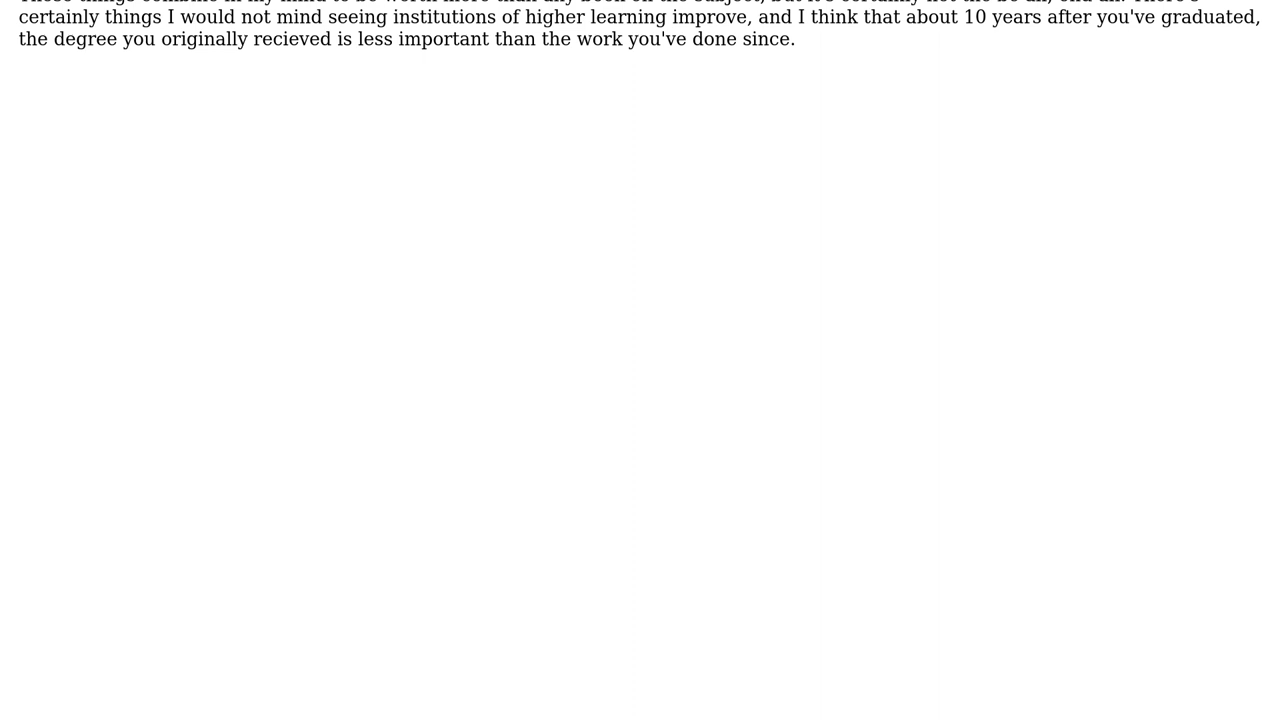 certainly things I would not mind seeing institutions of higher learning improve, and I think that about 10 years after you've graduated,
the degree you originally recieved is less important than the work you've done since.